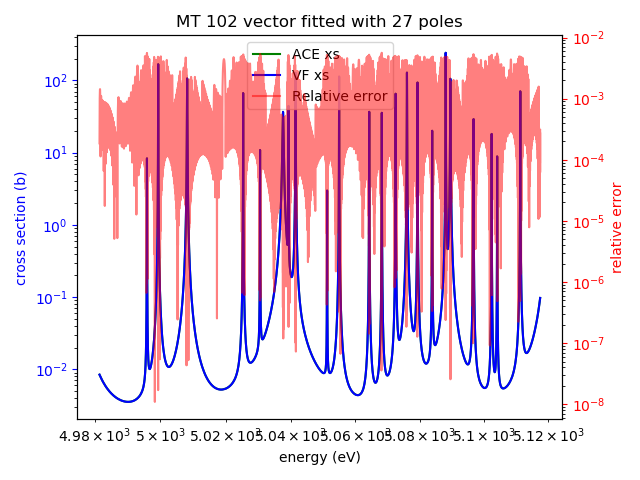 MT 102 vector fitted with 27 poles
ACE xs
VF xs
Relative error
cross section (b)
10²
10¹
10⁰
10⁻¹
10⁻²
relative error
10⁻²
10⁻³
10⁻⁴
10⁻⁵
10⁻⁶
10⁻⁷
10⁻⁸
4.98 × 10³ 5 × 10³ 5.02 × 10³ 5.04 × 10³ 5.06 × 10³ 5.08 × 10³ 5.1 × 10³ 5.12 × 10³
energy (eV)